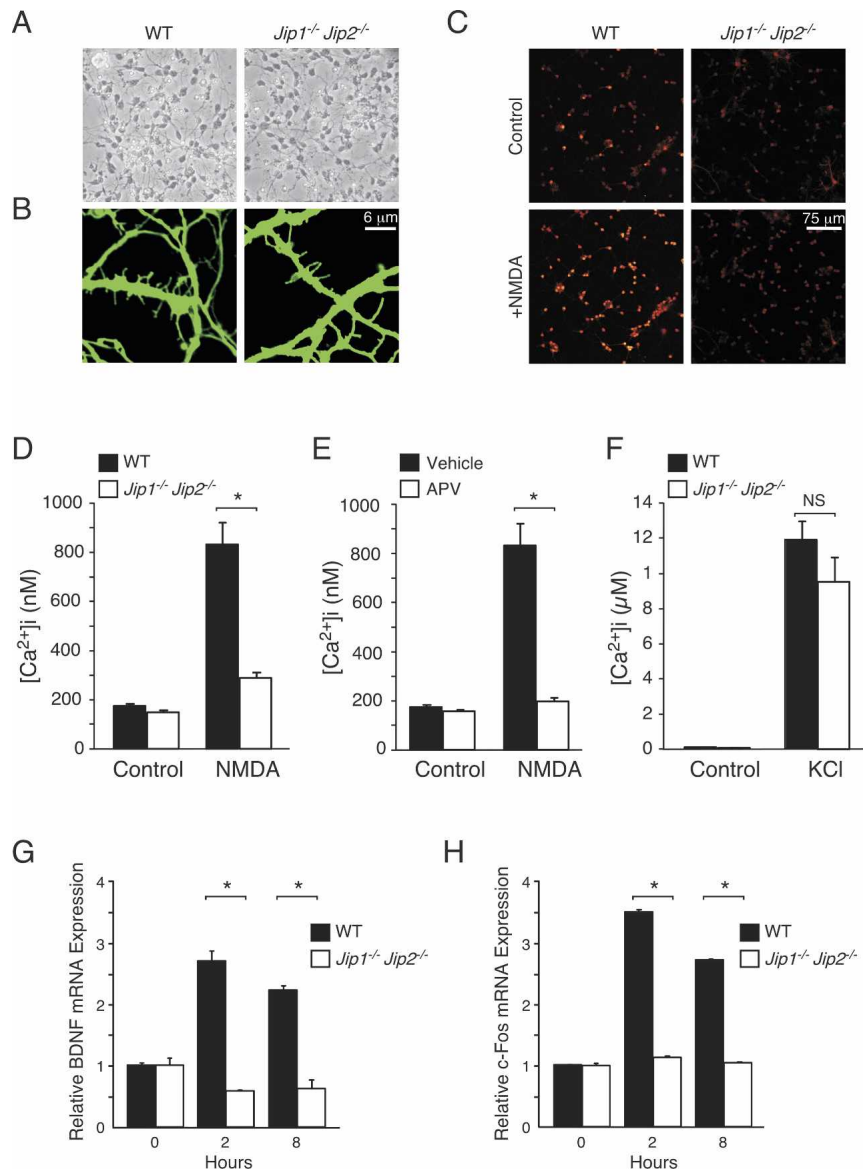 A
WT
Jip1-/- Jip2-/-
B
6 μm
C
WT
Jip1-/- Jip2-/-
Control
+NMDA
75 μm
D
WT
Jip1-/- Jip2-/-
*
1000
800
600
400
200
0
[Ca2+]i (nM)
Control
NMDA
E
Vehicle
APV
*
1000
800
600
400
200
0
[Ca2+]i (nM)
Control
NMDA
F
WT
Jip1-/- Jip2-/-
NS
14
12
10
8
6
4
2
0
[Ca2+]i (μM)
Control
KCl
G
4
3
2
1
0
Relative BDNF mRNA Expression
*
*
WT
Jip1-/- Jip2-/-
0
2
8
Hours
H
4
3
2
1
0
Relative c-Fos mRNA Expression
*
*
WT
Jip1-/- Jip2-/-
0
2
8
Hours